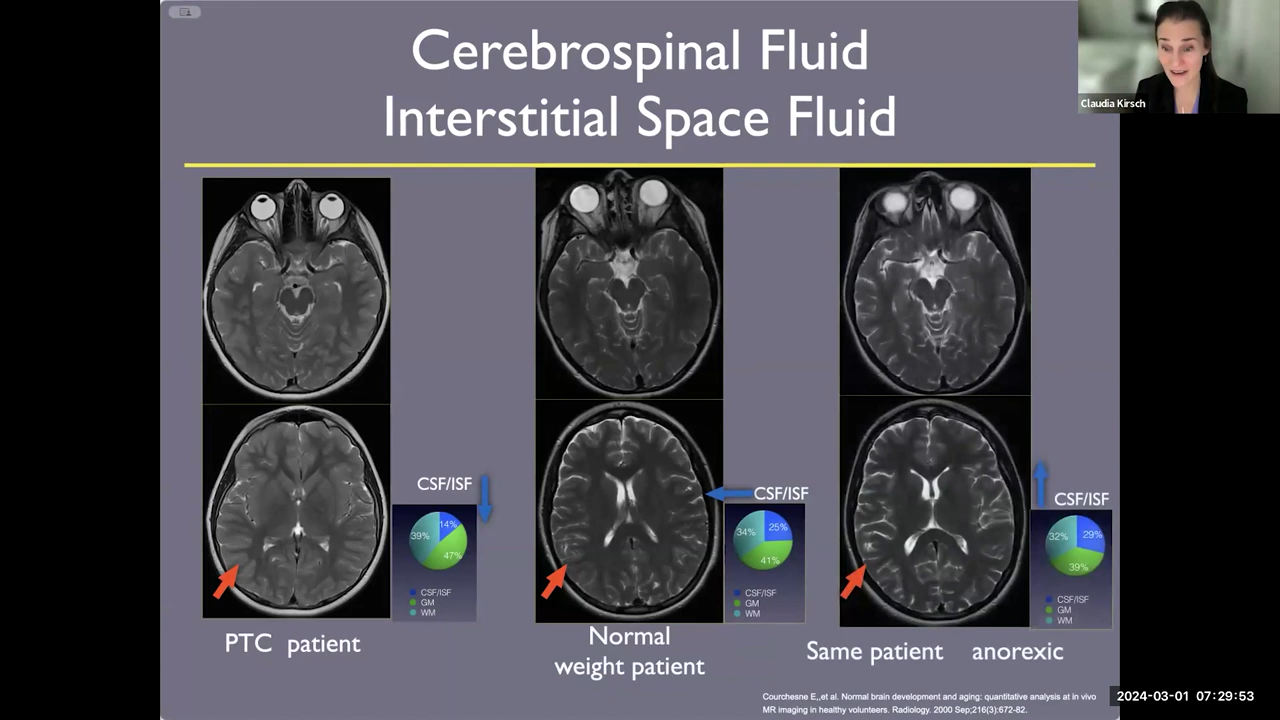 Cerebrospinal Fluid
Interstitial Space Fluid
Claudia Kirsch
CSF/ISF
14%
39%
47%
CSF/ISF
GM
WM
PTC patient
CSF/ISF
34%
25%
41%
CSF/ISF
GM
WM
Normal
weight patient
CSF/ISF
32%
29%
39%
CSF/ISF
GM
WM
Same patient anorexic
Courchesne E,,et al. Normal brain development and aging: quantitative analysis at in vivo
MR imaging in healthy volunteers. Radiology. 2000 Sep;216(3):672-82.
2024-03-01 07:29:53